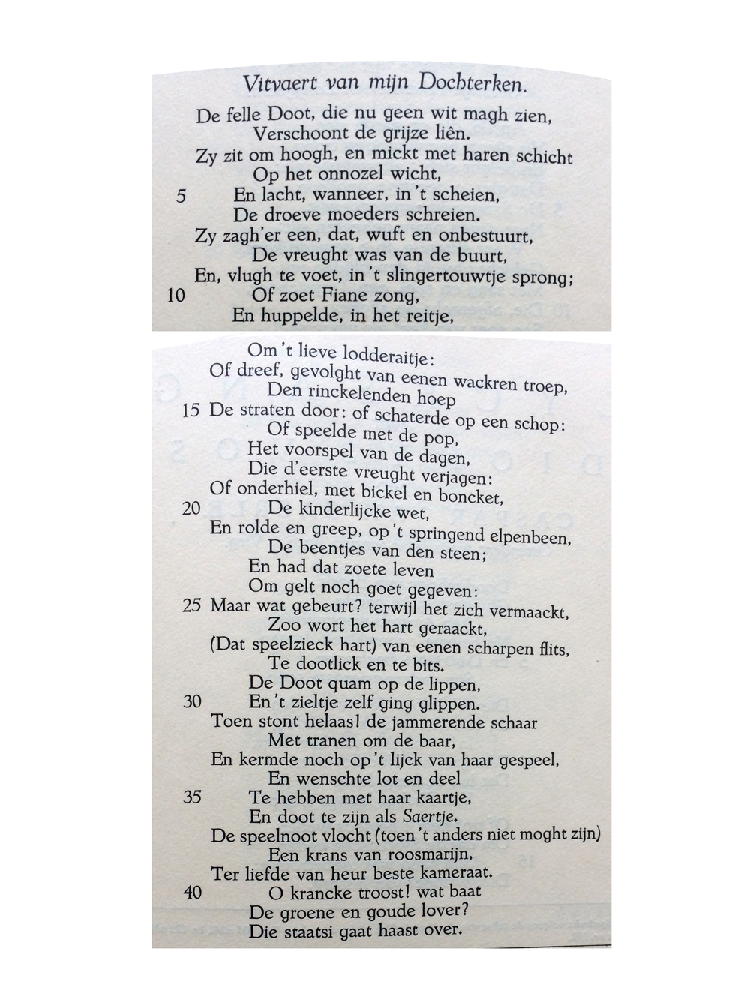 Vitvaert van mijn Dochterken.
De felle Doot, die nu geen wit magh zien,
Verschoont de grijze liên.
Zy zit om hoogh, en mickt met haren schicht
Op het onnozel wicht,
5 En lacht, wanneer, in 't scheien,
De droeve moeders schreien.
Zy zagh'er een, dat, wuft en onbestuurt,
De vreught was van de buurt,
En, vlugh te voet, in 't slingertouwtje sprong;
10 Of zoet Fiane zong,
En huppelde, in het reitje,
Om 't lieve lodderaitje:
Of dreef, gevolght van eenen wackren troep,
Den rinckelenden hoep
15 De straten door: of schaterde op een schop:
Of speelde met de pop,
Het voorspel van de dagen,
Die d'eerste vreught verjagen:
Of onderhiel, met bickel en boncket,
20 De kinderlijcke wet,
En rolde en greep, op 't springend elpenbeen,
De beentjes van den steen;
En had dat zoete leven
Om gelt noch goet gegeven:
25 Maar wat gebeurt? terwijl het zich vermaackt,
Zoo wort het hart geraackt,
(Dat speelzieck hart) van eenen scharpen flits,
Te dootlick en te bits.
De Doot quam op de lippen,
30 En 't zieltje zelf ging glippen.
Toen stont helaas! de jammerende schaar
Met tranen om de baar,
En kermde noch op 't lijck van haar gespeel,
En wenschte lot en deel
35 Te hebben met haar kaartje,
En doot te zijn als Saertje.
De speelnoot vlocht (toen 't anders niet moght zijn)
Een krans van roosmarijn,
Ter liefde van heur beste kameraat.
40 O krancke troost! wat baat
De groene en goude lover?
Die staatsi gaat haast over.